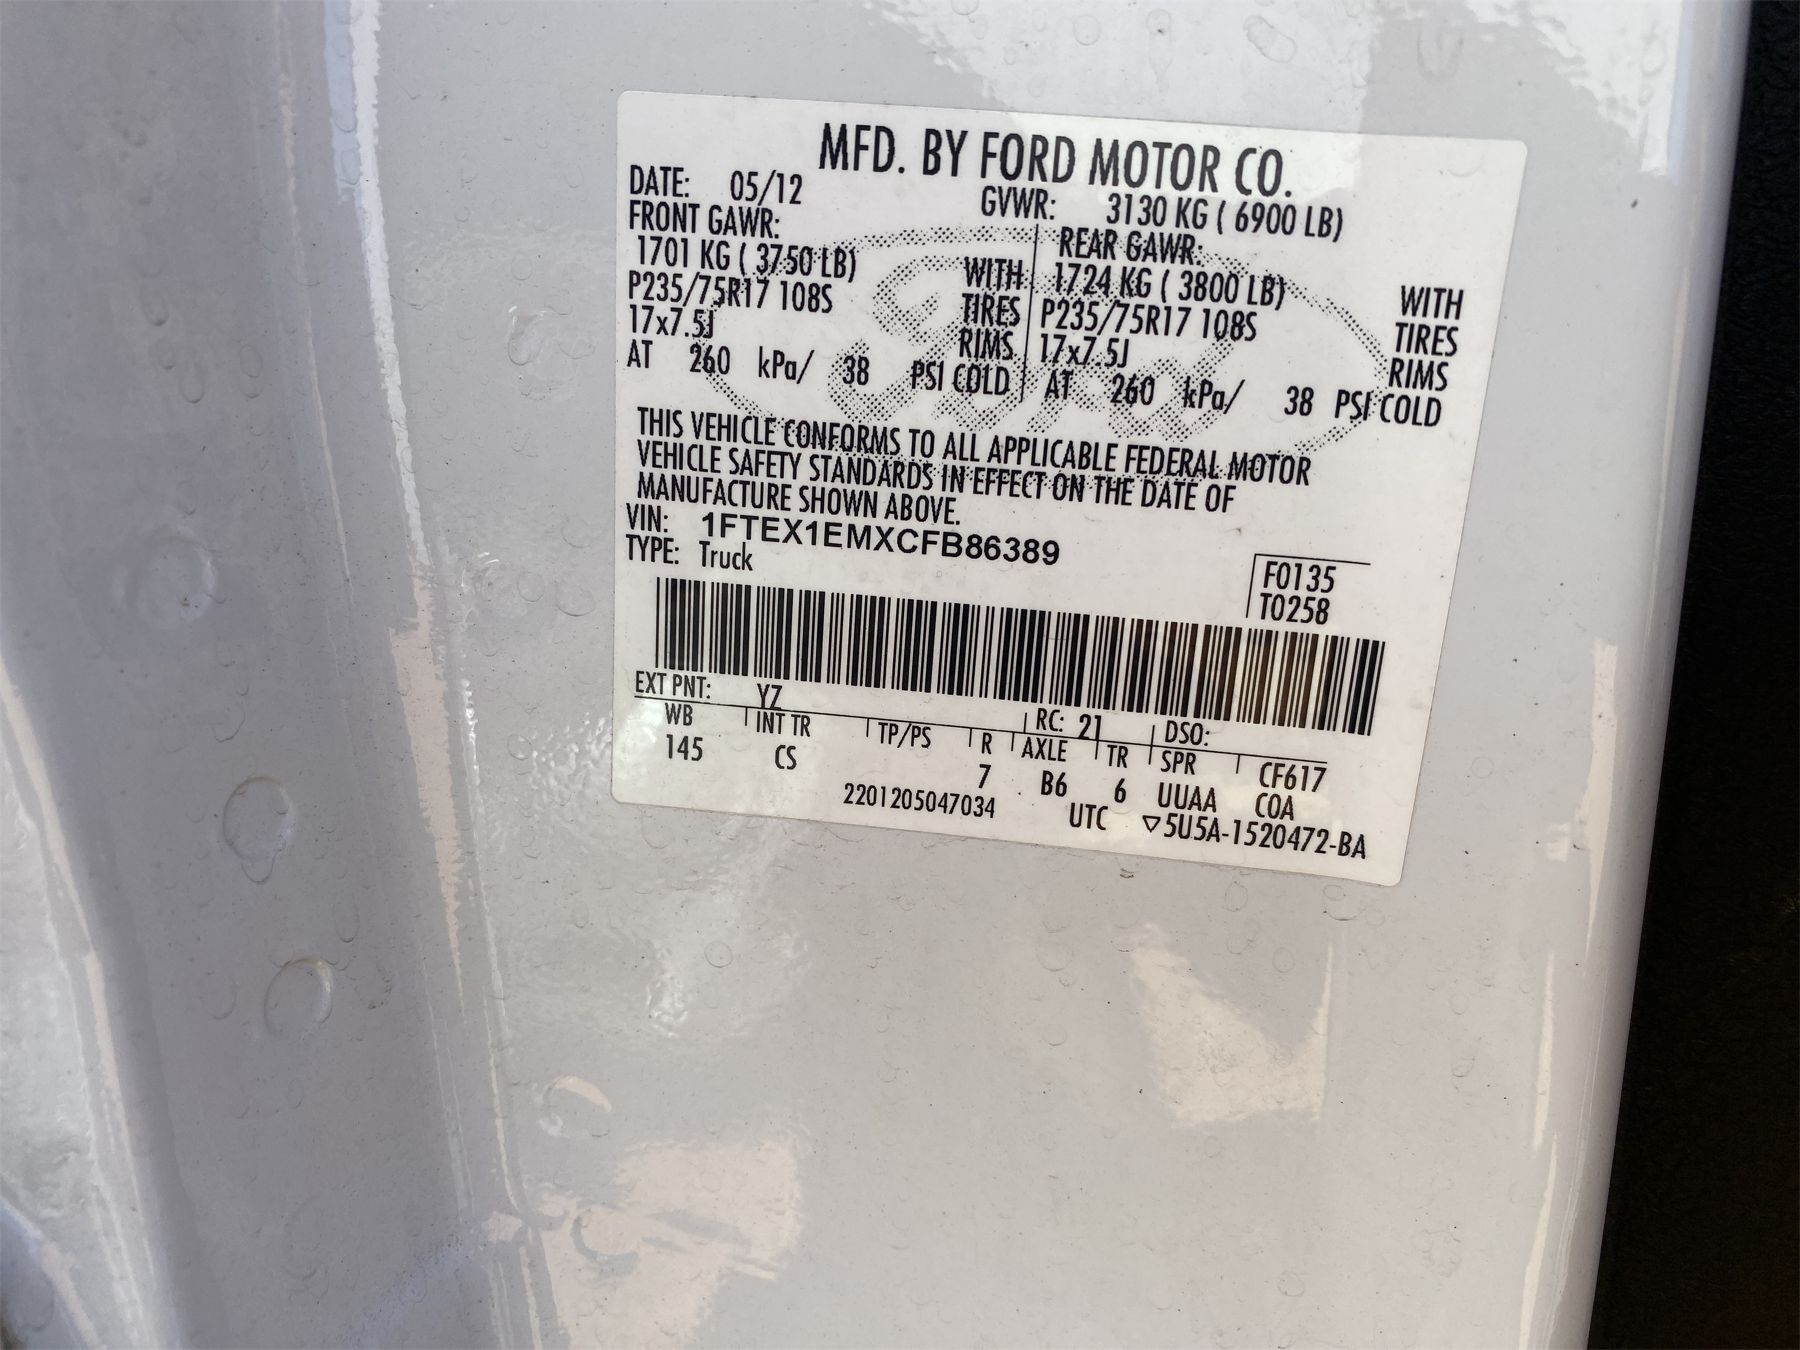 MFD. BY FORD MOTOR CO.
DATE: 05/12 GVWR: 3130 KG ( 6900 LB)
FRONT GAWR: REAR GAWR:
1701 KG ( 3750 LB) WITH 1724 KG ( 3800 LB) WITH
P235/75R17 108S TIRES P235/75R17 108S TIRES
17x7.5J RIMS 17x7.5J RIMS
AT 260 kPa/ 38 PSI COLD AT 260 kPa/ 38 PSI COLD
Ford
THIS VEHICLE CONFORMS TO ALL APPLICABLE FEDERAL MOTOR
VEHICLE SAFETY STANDARDS IN EFFECT ON THE DATE OF
MANUFACTURE SHOWN ABOVE.
VIN: 1FTEX1EMXCFB86389
TYPE: Truck
F0135
T0258
EXT PNT: YZ RC: 21 DSO:
WB INT TR TP/PS R AXLE TR SPR CF617
145 CS 7 B6 6 UUAA COA
2201205047034 UTC ▽5U5A-1520472-BA